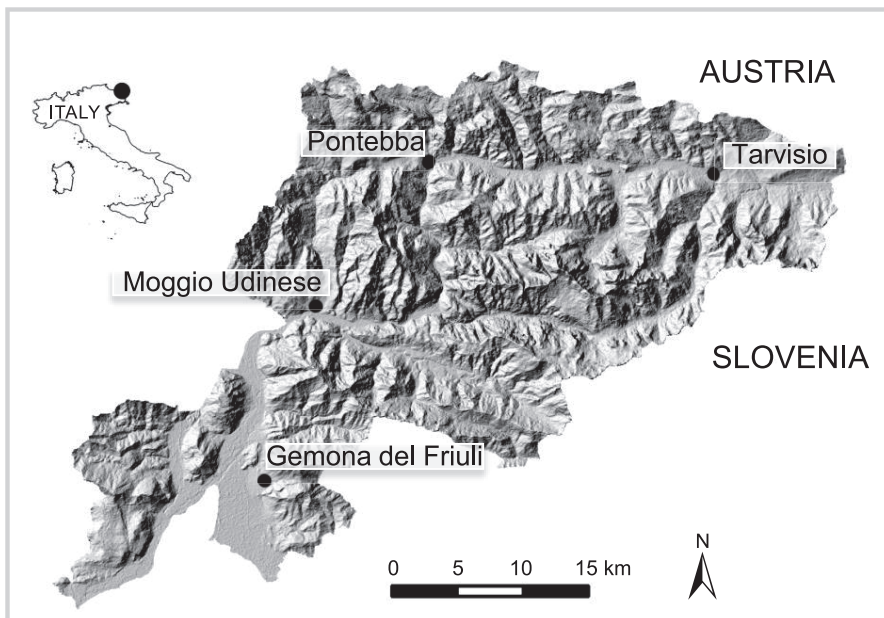 AUSTRIA
ITALY
Pontebba
Tarvisio
Moggio Udinese
SLOVENIA
Gemona del Friuli
0 5 10 15 km
N